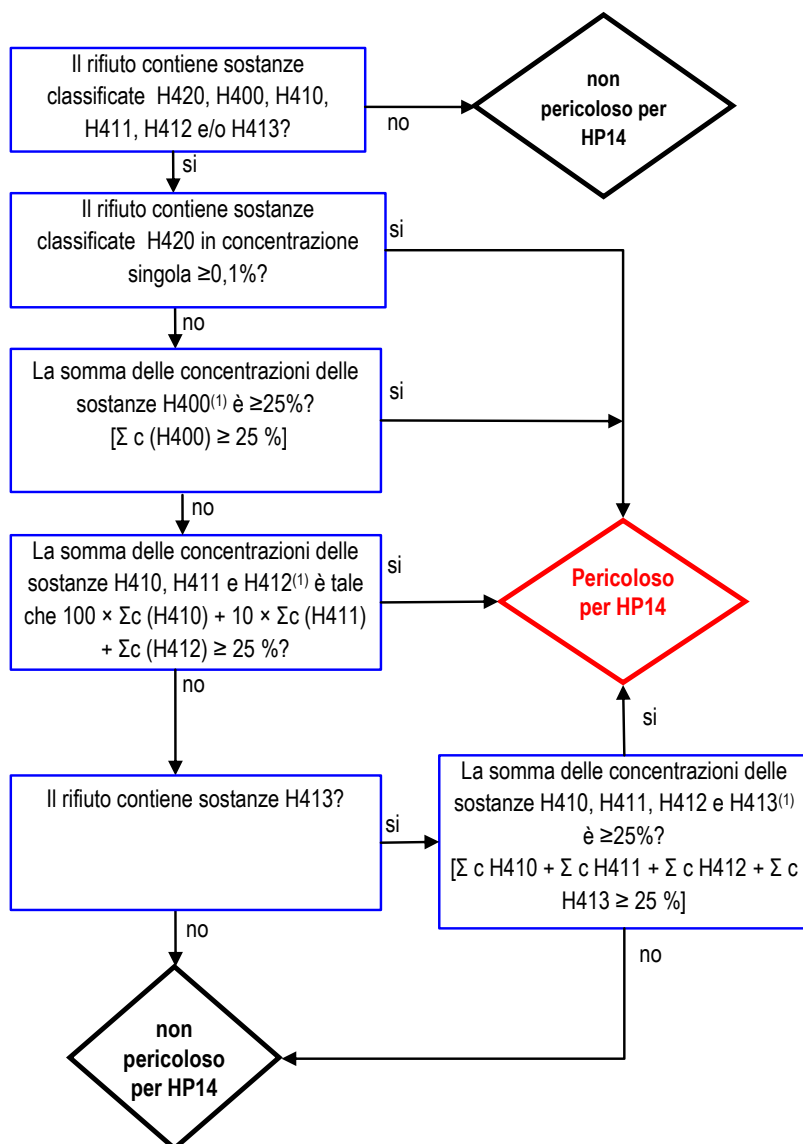 Il rifiuto contiene sostanze
classificate H420, H400, H410,
H411, H412 e/o H413?
no
non
pericoloso per
HP14
si
Il rifiuto contiene sostanze
classificate H420 in concentrazione
singola ≥0,1%?
si
no
La somma delle concentrazioni delle
sostanze H400(1) è ≥25%?
[Σ c (H400) ≥ 25 %]
si
no
La somma delle concentrazioni delle
sostanze H410, H411 e H412(1) è tale
che 100 × Σc (H410) + 10 × Σc (H411)
+ Σc (H412) ≥ 25 %?
si
Pericoloso
per HP14
no
si
Il rifiuto contiene sostanze H413?
si
La somma delle concentrazioni delle
sostanze H410, H411, H412 e H413(1)
è ≥25%?
[Σ c H410 + Σ c H411 + Σ c H412 + Σ c
H413 ≥ 25 %]
no
no
non
pericoloso
per HP14